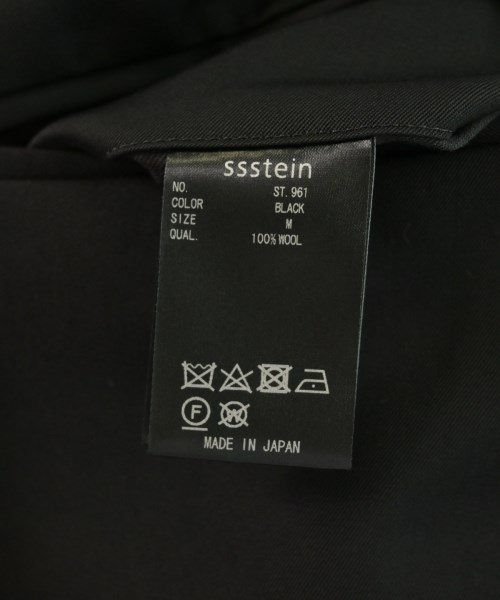 ssstein
NO. ST. 961
COLOR BLACK
SIZE M
QUAL. 100% WOOL
F W
MADE IN JAPAN